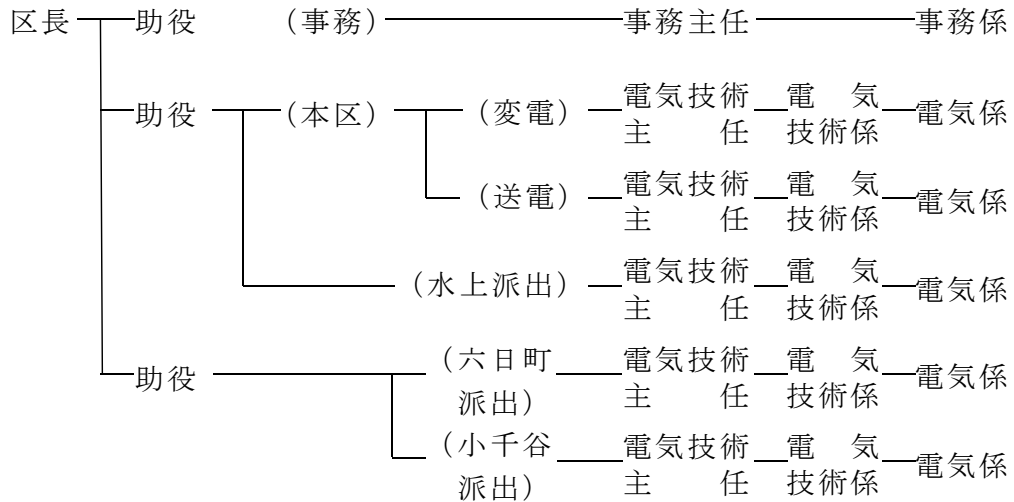 区長 助役 （事務） 事務主任 事務係
助役 （本区） （変電） 電気技術主任 電気技術係 電気係
（送電） 電気技術主任 電気技術係 電気係
（水上派出） 電気技術主任 電気技術係 電気係
助役 （六日町派出） 電気技術主任 電気技術係 電気係
（小千谷派出） 電気技術主任 電気技術係 電気係